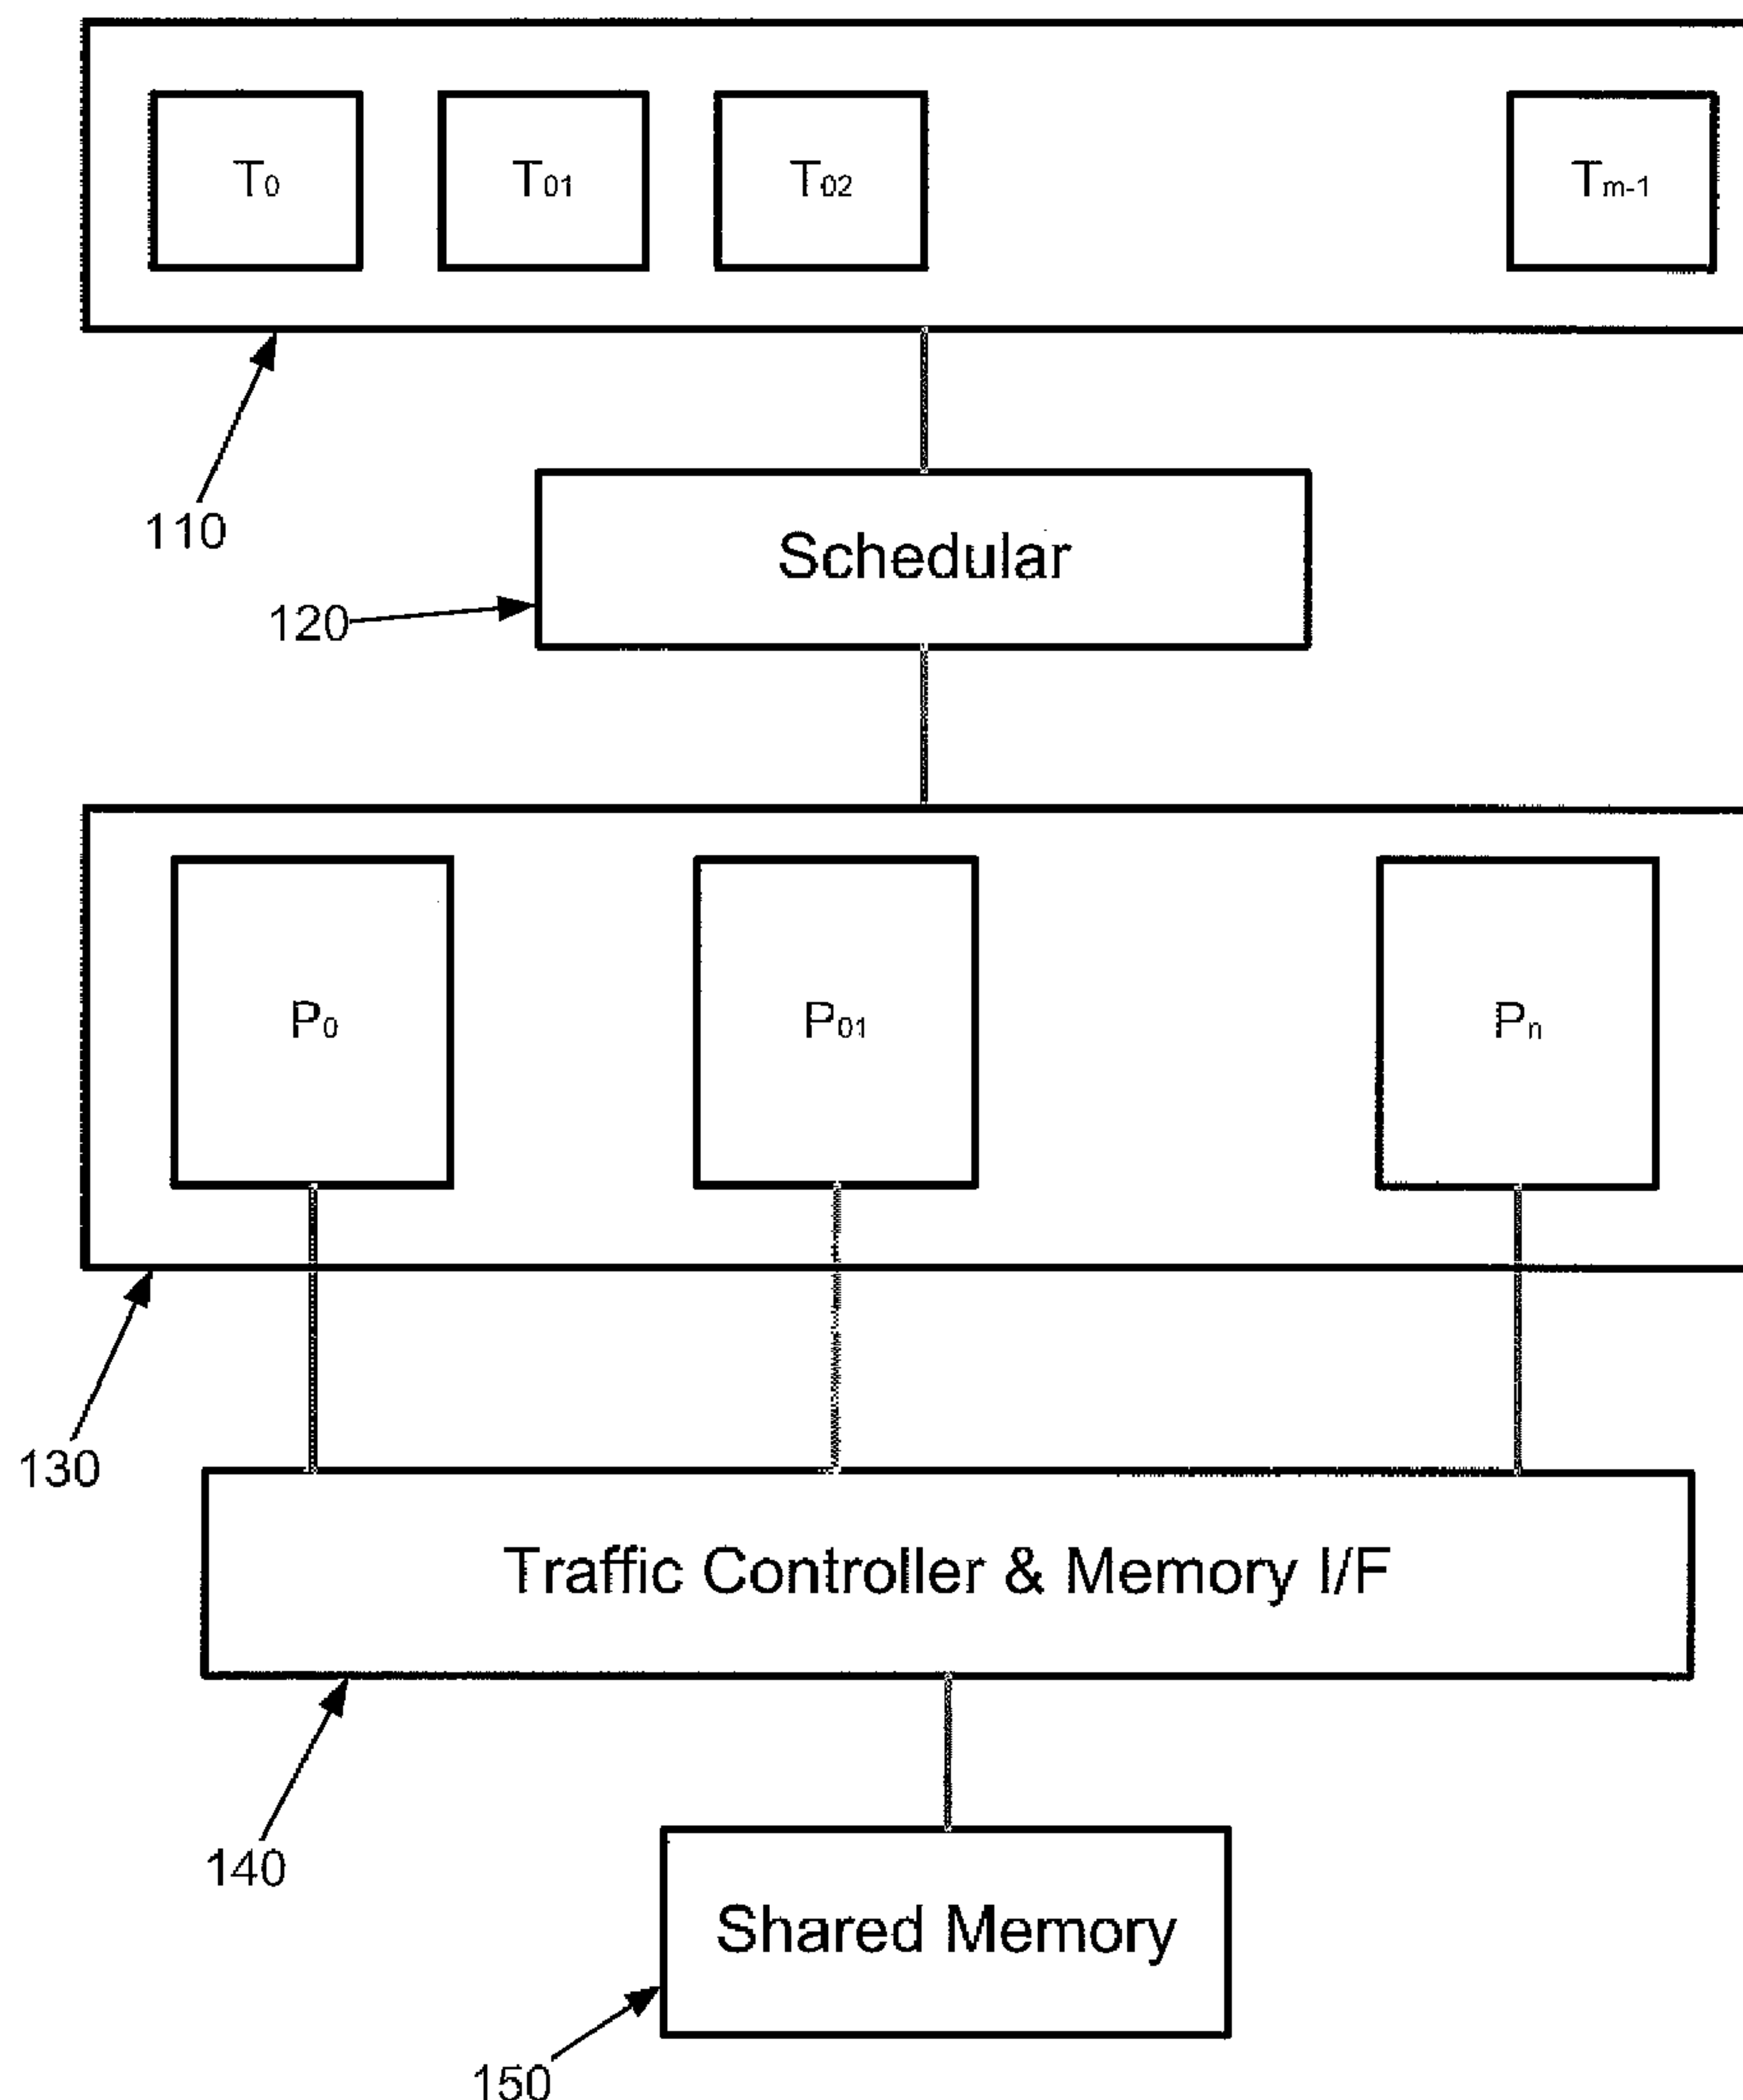 T0 T01 T02 Tm-1
110
Schedular
120
P0 P01 Pn
130
Traffic Controller & Memory I/F
140
Shared Memory
150